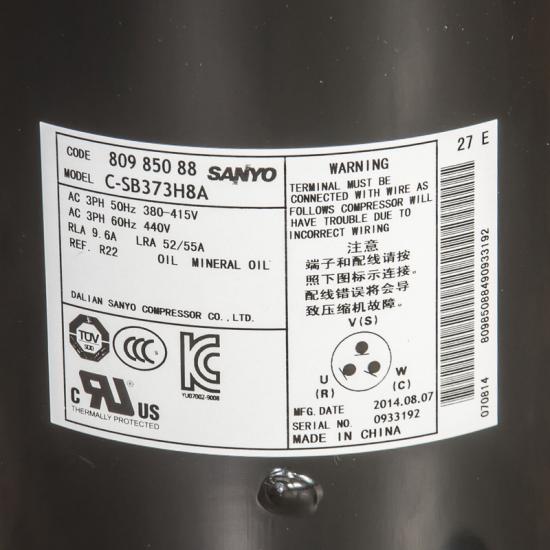 CODE 809 850 88 SANYO
MODEL C-SB373H8A
AC 3PH 50Hz 380-415V
AC 3PH 60Hz 440V
RLA 9.6A LRA 52/55A
REF. R22 OIL MINERAL OIL
DALIAN SANYO COMPRESSOR CO.,LTD.
TÜV
SÜD
CCC
KC
YU07002-9008
C RU US
THERMALLY PROTECTED
WARNING
TERMINAL MUST BE
CONNECTED WITH WIRE AS
FOLLOWS COMPRESSOR WILL
HAVE TROUBLE DUE TO
INCORRECT WIRING
注意
端子和配线请按
照下图标示连接。
配线错误将会导
致压缩机故障。
V(S)
U W
(R) (C)
MFG.DATE 2014.08.07
SERIAL NO. 0933192
MADE IN CHINA
27 E
80985088490933192
070814